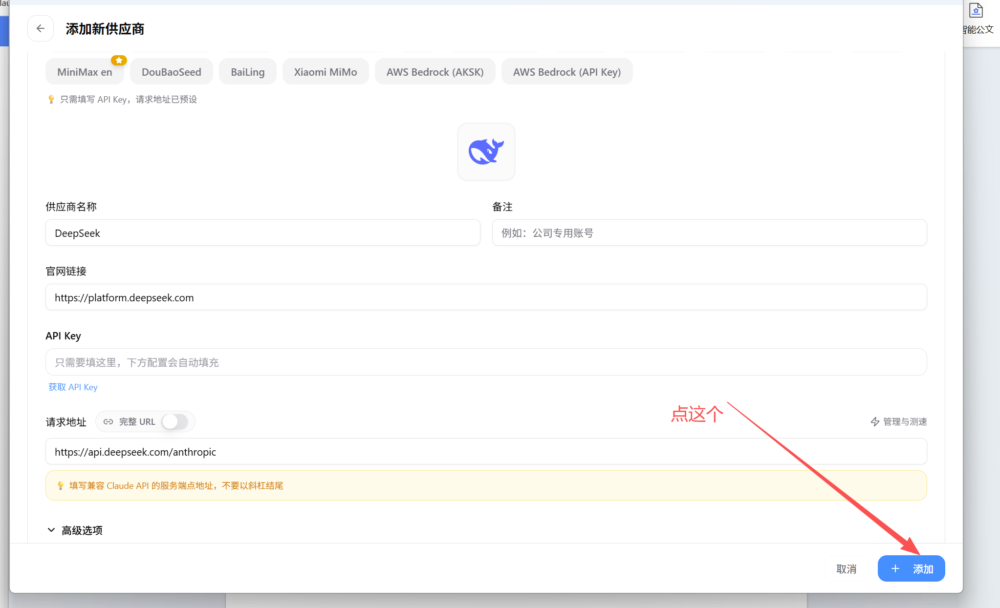 添加新供应商
MiniMax en
DouBaoSeed
BaiLing
Xiaomi MiMo
AWS Bedrock (AKSK)
AWS Bedrock (API Key)
只需填写 API Key，请求地址已预设
供应商名称
备注
DeepSeek
例如：公司专用账号
官网链接
https://platform.deepseek.com
API Key
只需要填这里，下方配置会自动填充
获取 API Key
点这个
请求地址
完整 URL
管理与测速
https://api.deepseek.com/anthropic
填写兼容 Claude API 的服务端点地址，不要以斜杠结尾
高级选项
取消
添加
智能公文